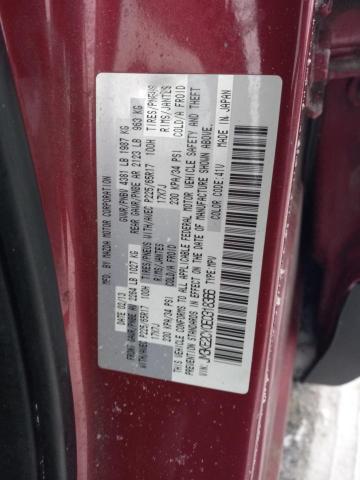 MFD. BY: MAZDA MOTOR CORPORATION
DATE: 02/13 GVWR/PNBV 4381 LB 1987 KG
FRONT GAWR/PNBE AV 2264 LB 1027 KG REAR GAWR/PNBE AR 2123 LB 963 KG
WITH/AVEC P225/65R17 100H TIRES/PNEUS WITH/AVEC P225/65R17 100H TIRES/PNEUS
17X7J RIMS/JANTES 17X7J RIMS/JANTES
230 KPA/34 PSI COLD/A FROID 230 KPA/34 PSI COLD/A FROID
THIS VEHICLE CONFORMS TO ALL APPLICABLE FEDERAL MOTOR VEHICLE SAFETY AND THEFT
PREVENTION STANDARDS IN EFFECT ON THE DATE OF MANUFACTURE SHOWN ABOVE.
VIN: TYPE: MPV COLOR CODE: 41V MADE IN JAPAN